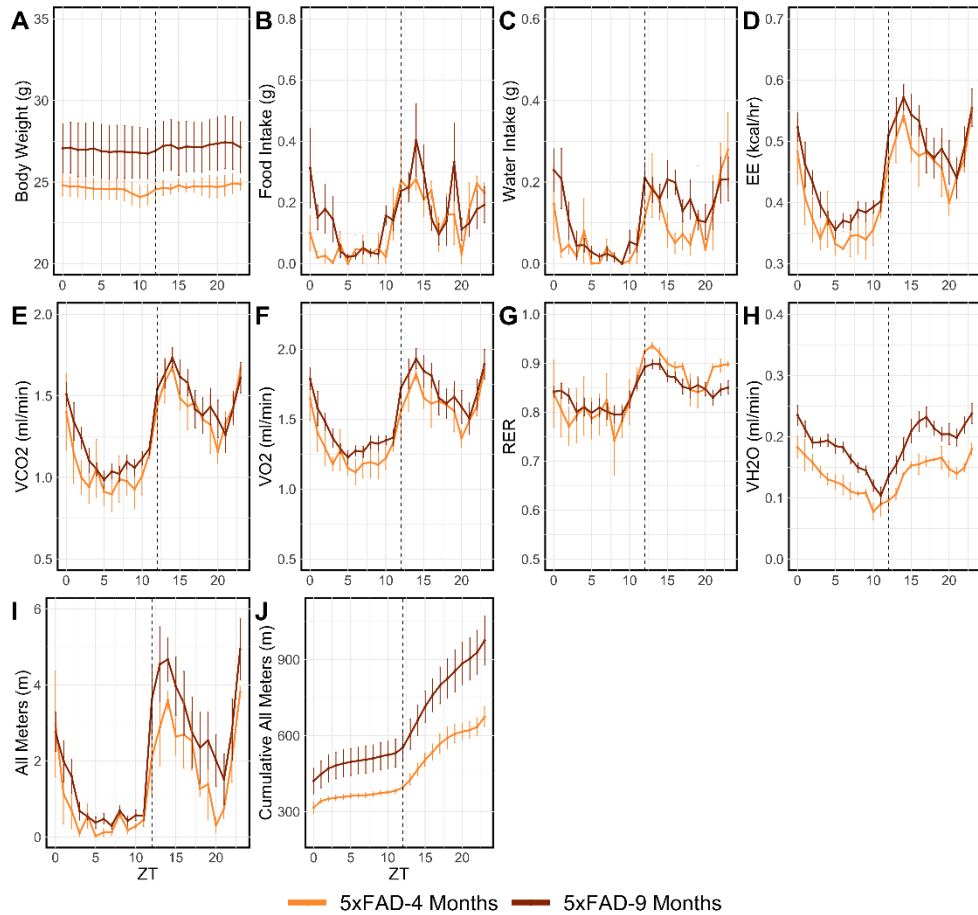 A
Body Weight (g)
35
30
25
20
0 5 10 15 20
B
Food Intake (g)
0.8
0.6
0.4
0.2
0.0
0 5 10 15 20
C
Water Intake (g)
0.6
0.4
0.2
0.0
0 5 10 15 20
D
EE (kcal/hr)
0.7
0.6
0.5
0.4
0.3
0 5 10 15 20
E
VCO2 (ml/min)
2.0
1.5
1.0
0.5
0 5 10 15 20
F
VO2 (ml/min)
2.0
1.5
1.0
0.5
0 5 10 15 20
G
RER
1.0
0.9
0.8
0.7
0.6
0.5
0 5 10 15 20
H
VH2O (ml/min)
0.4
0.3
0.2
0.1
0.0
0 5 10 15 20
I
All Meters (m)
6
4
2
0
0 5 10 15 20
ZT
J
Cumulative All Meters (m)
900
600
300
0 5 10 15 20
ZT
5xFAD-4 Months 5xFAD-9 Months